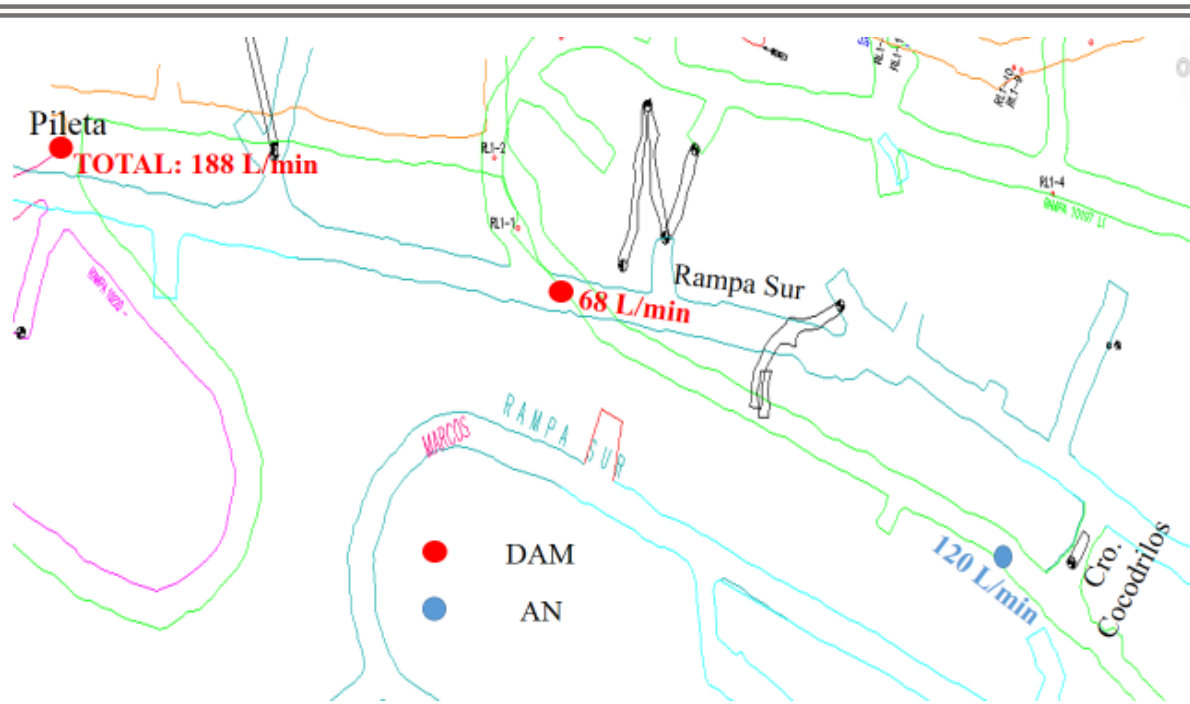 Pileta
TOTAL: 188 L/min
RL1-2
RL1-1
RL1-4
68 L/min
Rampa Sur
MARCOS
RAMPA SUR
DAM
AN
120 L/min
Cro.
Cocodrilos